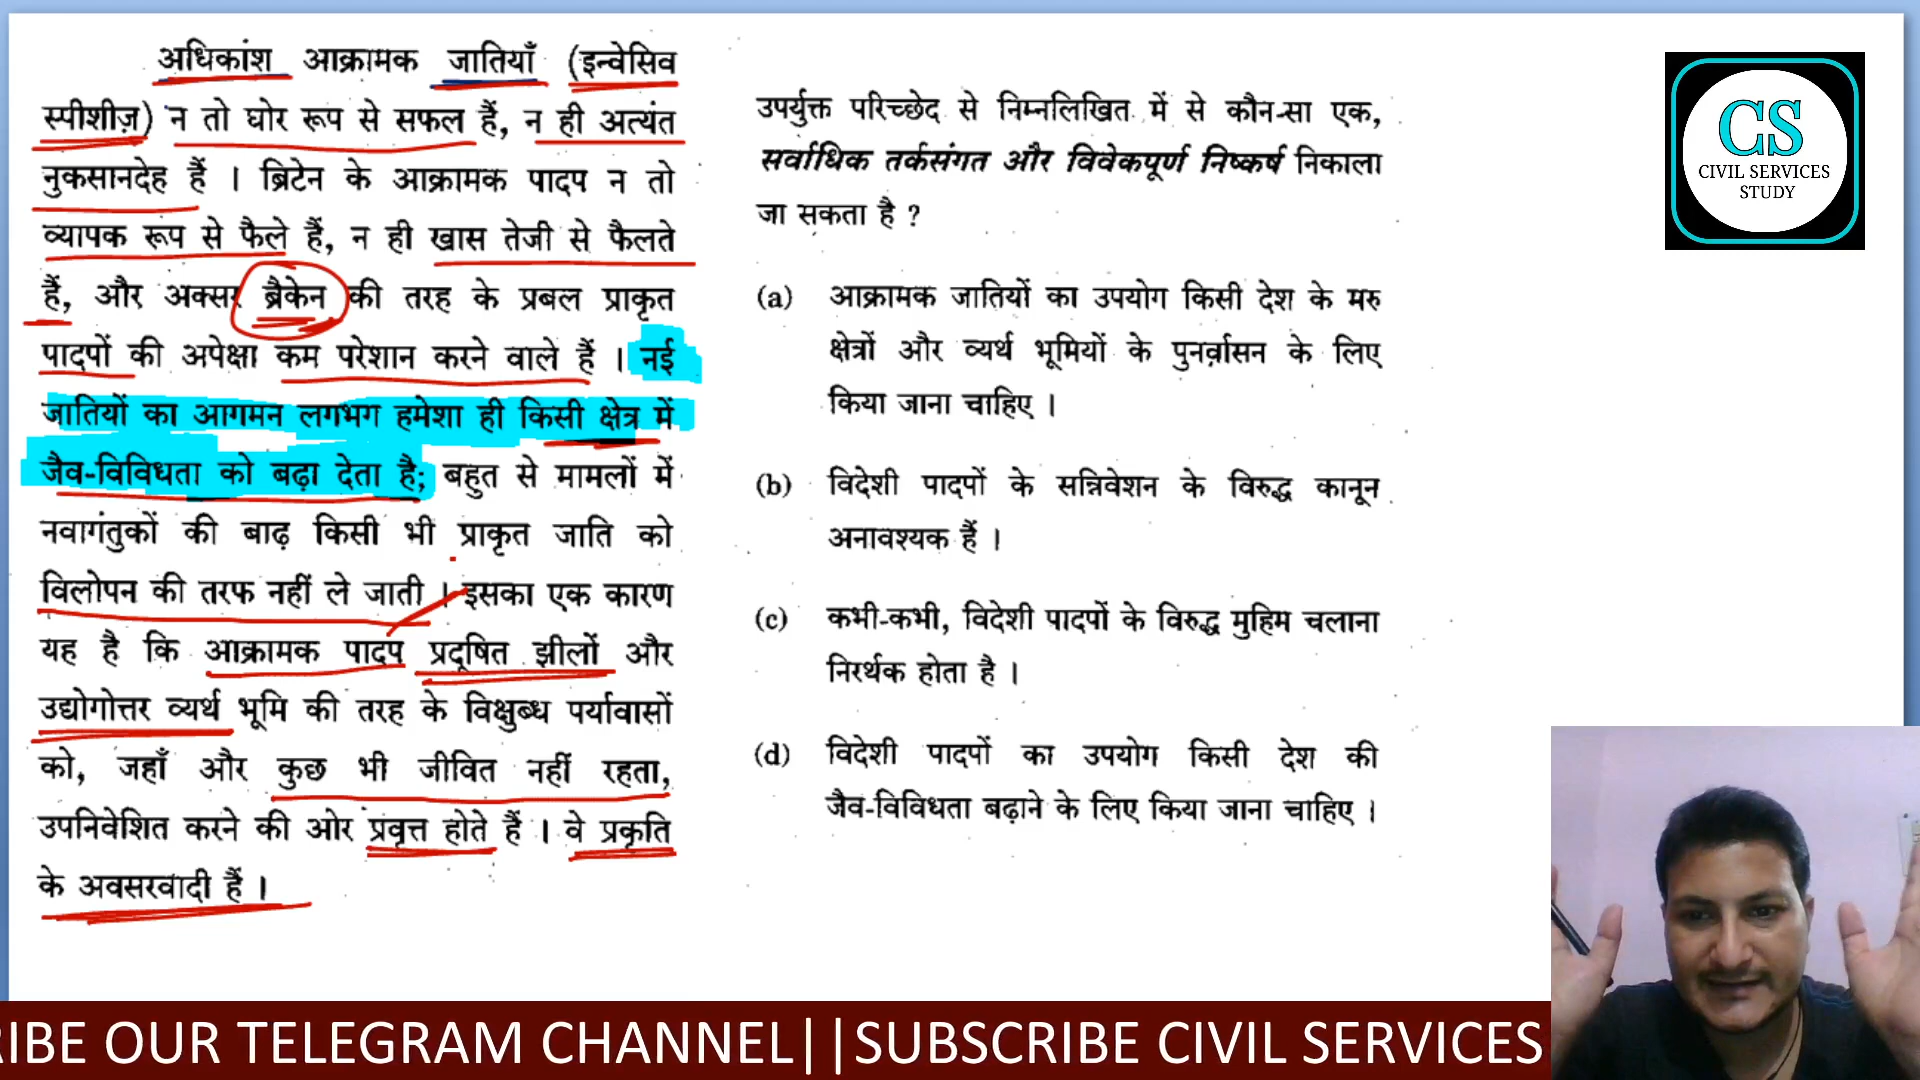 अधिकांश आक्रामक जातियाँ (इन्वेसिव
स्पीशीज़) न तो घोर रूप से सफल हैं, न ही अत्यंत
नुकसानदेह हैं । ब्रिटेन के आक्रामक पादप न तो
व्यापक रूप से फैले हैं, न ही खास तेजी से फैलते
हैं, और अक्सर ब्रैकेन की तरह के प्रबल प्राकृत
पादपों की अपेक्षा कम परेशान करने वाले हैं । नई
जातियों का आगमन लगभग हमेशा ही किसी क्षेत्र में
जैव-विविधता को बढ़ा देता है; बहुत से मामलों में
नवागंतुकों की बाढ़ किसी भी प्राकृत जाति को
विलोपन की तरफ नहीं ले जाती । इसका एक कारण
यह है कि आक्रामक पादप प्रदूषित झीलों और
उद्योगोत्तर व्यर्थ भूमि की तरह के विक्षुब्ध पर्यावासों
को, जहाँ और कुछ भी जीवित नहीं रहता,
उपनिवेशित करने की ओर प्रवृत्त होते हैं । वे प्रकृति
के अवसरवादी हैं ।
उपर्युक्त परिच्छेद से निम्नलिखित में से कौन-सा एक,
सर्वाधिक तर्कसंगत और विवेकपूर्ण निष्कर्ष निकाला
जा सकता है ?
(a) आक्रामक जातियों का उपयोग किसी देश के मरु
क्षेत्रों और व्यर्थ भूमियों के पुनर्वासन के लिए
किया जाना चाहिए ।
(b) विदेशी पादपों के सन्निवेशन के विरुद्ध कानून
अनावश्यक हैं ।
(c) कभी-कभी, विदेशी पादपों के विरुद्ध मुहिम चलाना
निरर्थक होता है ।
(d) विदेशी पादपों का उपयोग किसी देश की
जैव-विविधता बढ़ाने के लिए किया जाना चाहिए ।
CS
CIVIL SERVICES
STUDY
RIBE OUR TELEGRAM CHANNEL||SUBSCRIBE CIVIL SERVICES